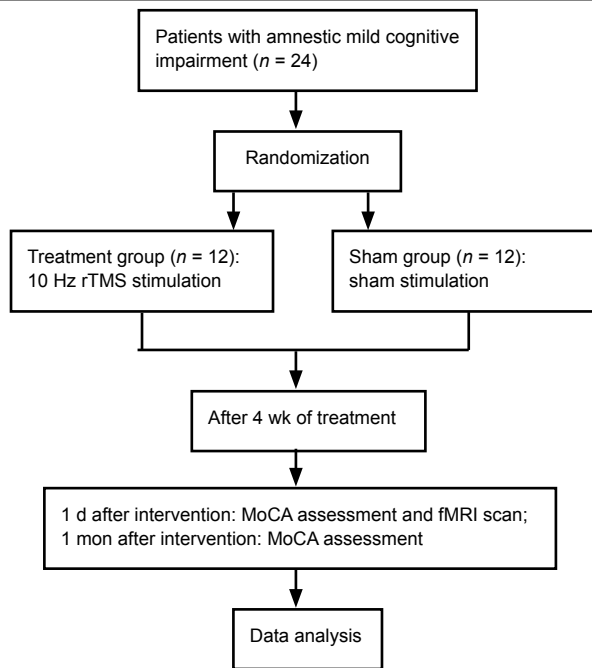 Patients with amnestic mild cognitive
impairment (n = 24)
Randomization
Treatment group (n = 12):
10 Hz rTMS stimulation
Sham group (n = 12):
sham stimulation
After 4 wk of treatment
1 d after intervention: MoCA assessment and fMRI scan;
1 mon after intervention: MoCA assessment
Data analysis